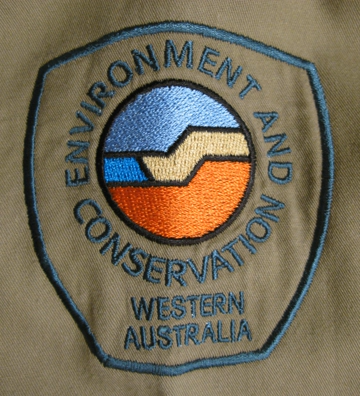 ENVIRONMENT AND
CONSERVATION
WESTERN
AUSTRALIA